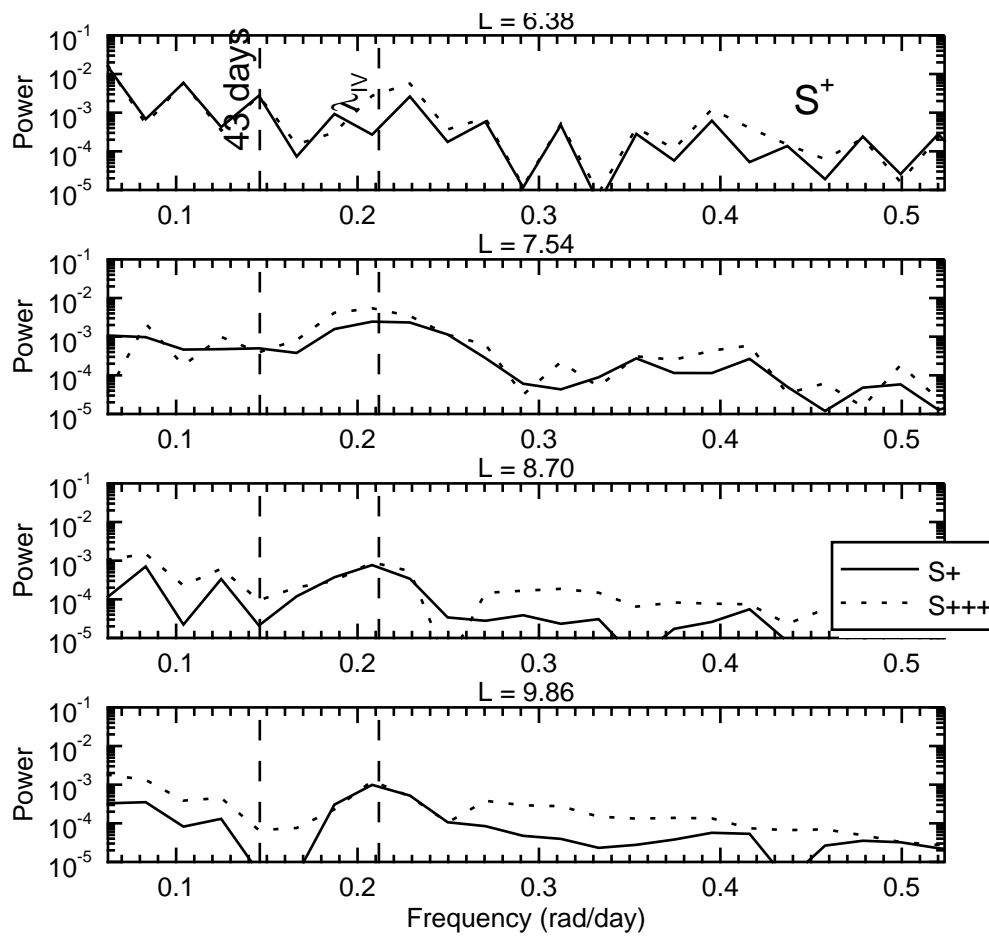 L = 6.38
10⁻¹
10⁻²
10⁻³
10⁻⁴
10⁻⁵
Power
43 days
λIV
S⁺
0.1 0.2 0.3 0.4 0.5
L = 7.54
10⁻¹
10⁻²
10⁻³
10⁻⁴
10⁻⁵
Power
0.1 0.2 0.3 0.4 0.5
L = 8.70
10⁻¹
10⁻²
10⁻³
10⁻⁴
10⁻⁵
Power
S+
S+++
0.1 0.2 0.3 0.4 0.5
L = 9.86
10⁻¹
10⁻²
10⁻³
10⁻⁴
10⁻⁵
Power
0.1 0.2 0.3 0.4 0.5
Frequency (rad/day)